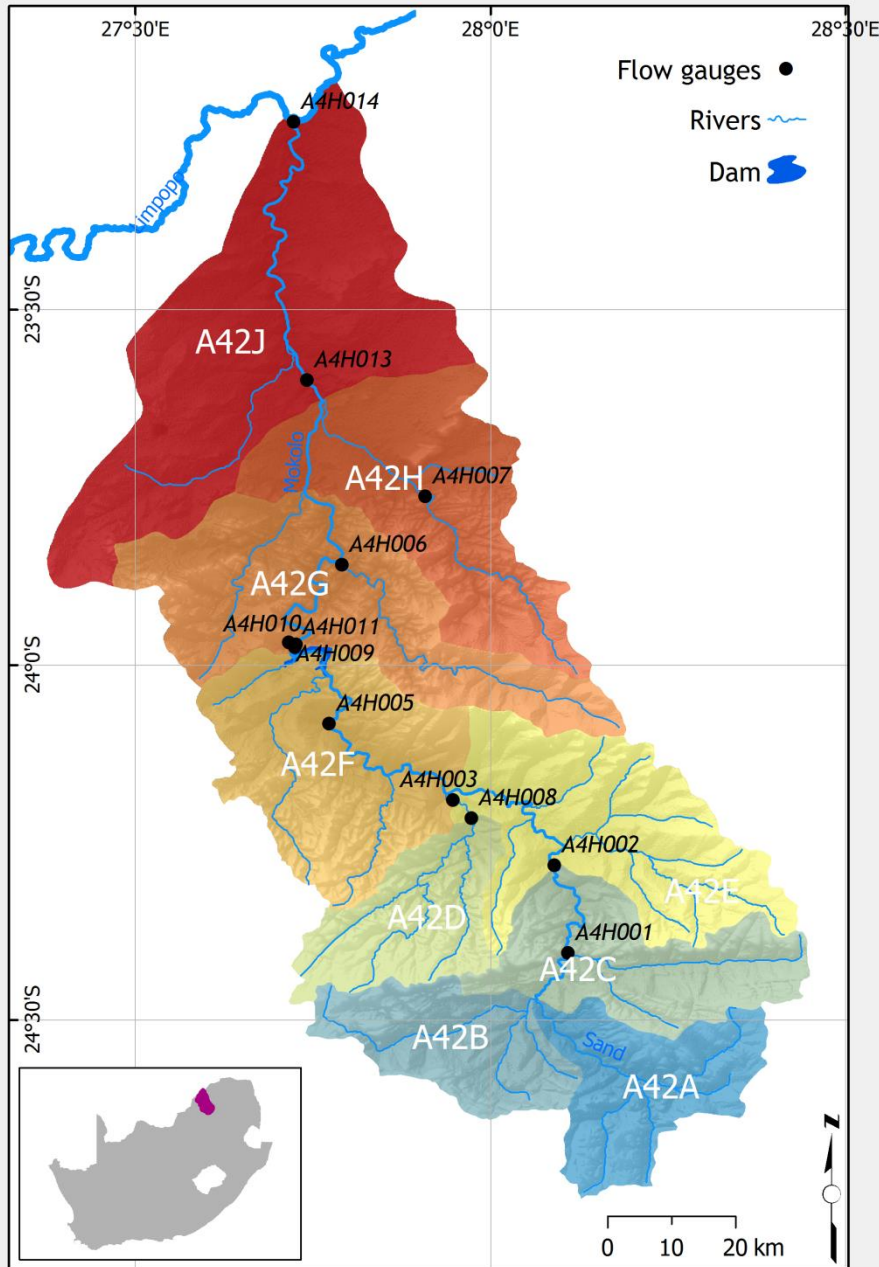 27°30'E
28°0'E
28°30'E
Flow gauges
Rivers
Dam
A4H014
Limpopo
23°30'S
A42J
A4H013
Mokolo
A42H
A4H007
A4H006
A42G
A4H010
A4H011
A4H009
24°0'S
A4H005
A42F
A4H003
A4H008
A4H002
A42E
A42D
A4H001
A42C
24°30'S
A42B
Sand
A42A
z
0 10 20 km